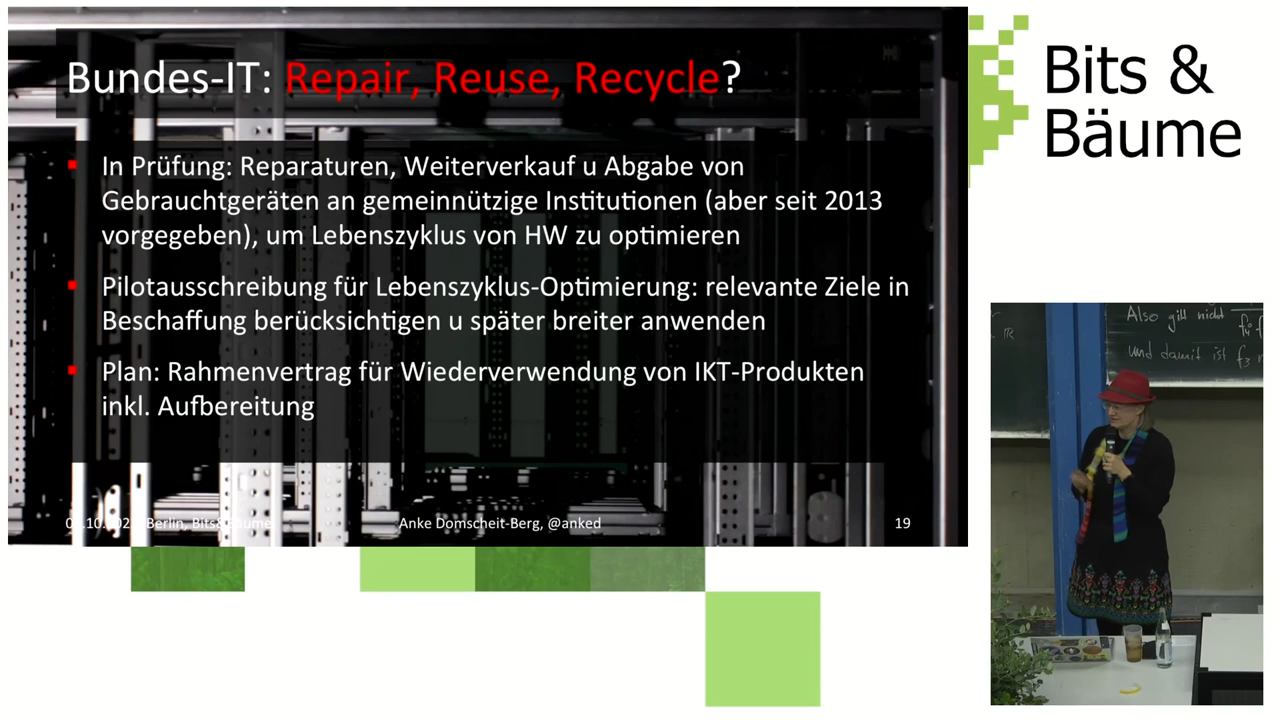 Bundes-IT: Repair, Reuse, Recycle?
In Prüfung: Reparaturen, Weiterverkauf u Abgabe von
Gebrauchtgeräten an gemeinnützige Institutionen (aber seit 2013
vorgegeben), um Lebenszyklus von HW zu optimieren
Pilotausschreibung für Lebenszyklus-Optimierung: relevante Ziele in
Beschaffung berücksichtigen u später breiter anwenden
Plan: Rahmenvertrag für Wiederverwendung von IKT-Produkten
inkl. Aufbereitung
Berlin, Bits&Bäume
Anke Domscheit-Berg, @anked
19
Bits &
Bäume
Also gilt nicht
und damit ist f3